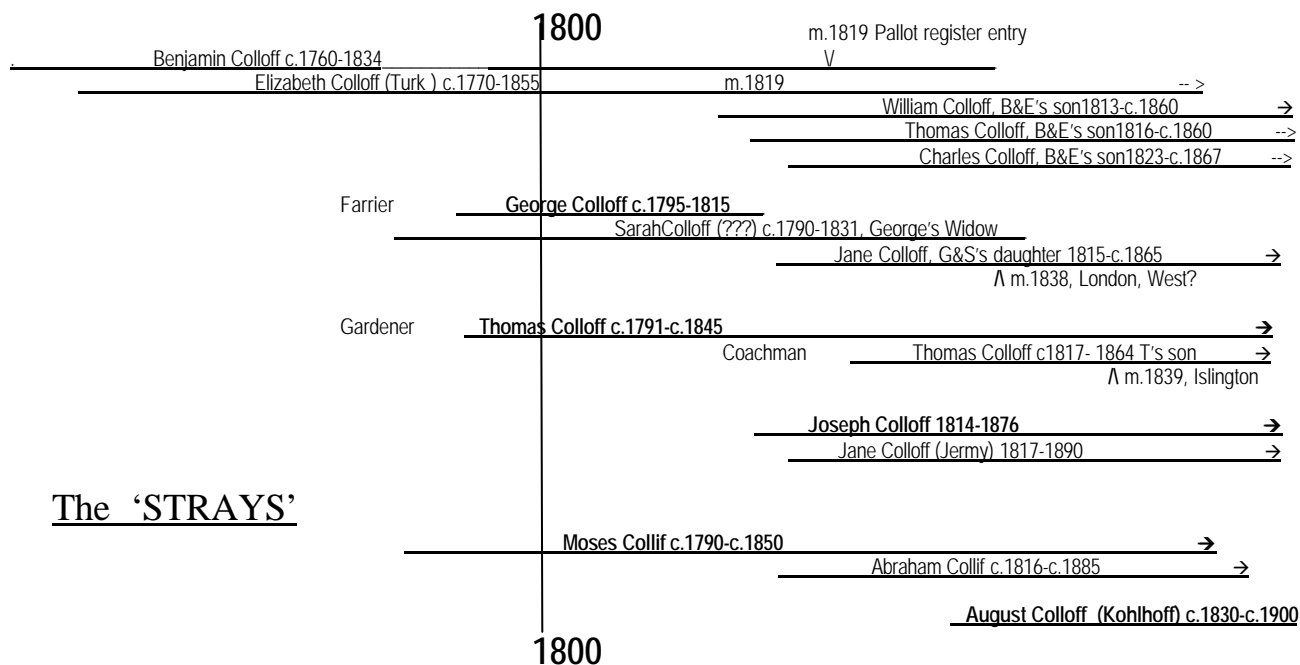 1800
m.1819 Pallot register entry
\/
Benjamin Colloff c.1760-1834
Elizabeth Colloff (Turk ) c.1770-1855 m.1819 -- >
William Colloff, B&E's son1813-c.1860 →
Thomas Colloff, B&E's son1816-c.1860 -->
Charles Colloff, B&E's son1823-c.1867 -->
Farrier George Colloff c.1795-1815
SarahColloff (???) c.1790-1831, George's Widow
Jane Colloff, G&S's daughter 1815-c.1865 →
/\ m.1838, London, West?
Gardener Thomas Colloff c.1791-c.1845 →
Coachman Thomas Colloff c1817- 1864 T's son →
/\ m.1839, Islington
Joseph Colloff 1814-1876 →
Jane Colloff (Jermy) 1817-1890 →
The 'STRAYS'
Moses Collif c.1790-c.1850 →
Abraham Collif c.1816-c.1885 →
August Colloff (Kohlhoff) c.1830-c.1900
1800